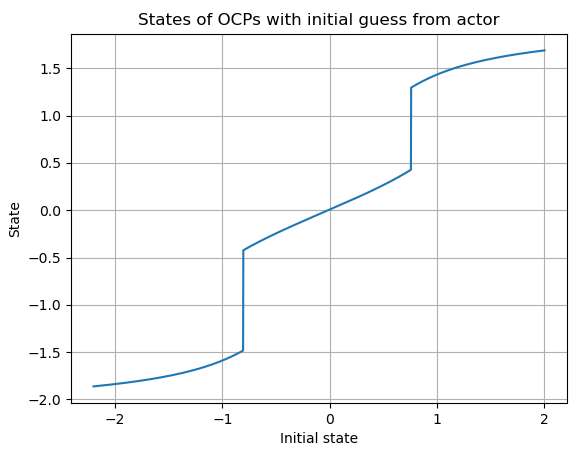 States of OCPs with initial guess from actor
State
1.5
1.0
0.5
0.0
−0.5
−1.0
−1.5
−2.0
−2 −1 0 1 2
Initial state